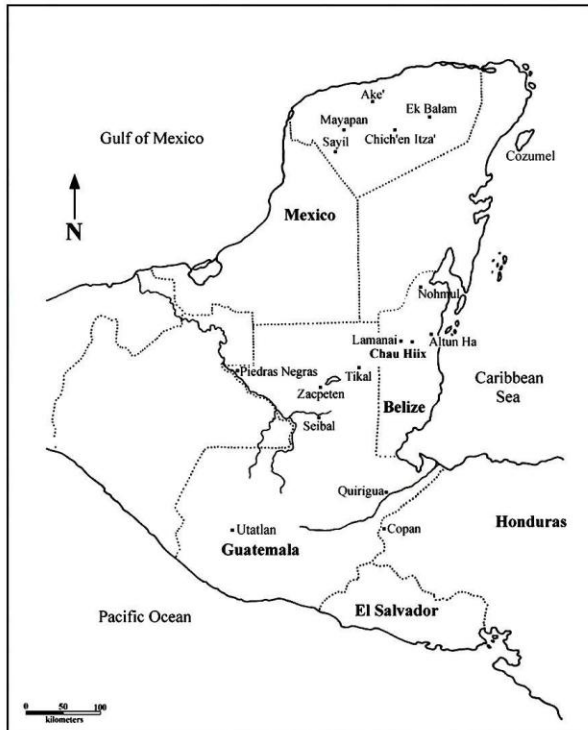 Ake'
Ek Balam
Mayapan
Gulf of Mexico
Sayil
Chich'en Itza'
Cozumel
N
Mexico
Nohmul
Lamanai
Altun Ha
Chau Hiix
Piedras Negras
Tikal
Caribbean
Sea
Zacpeten
Belize
Seibal
Quirigua
Utatlan
Copan
Honduras
Guatemala
El Salvador
Pacific Ocean
0 50 100
kilometers